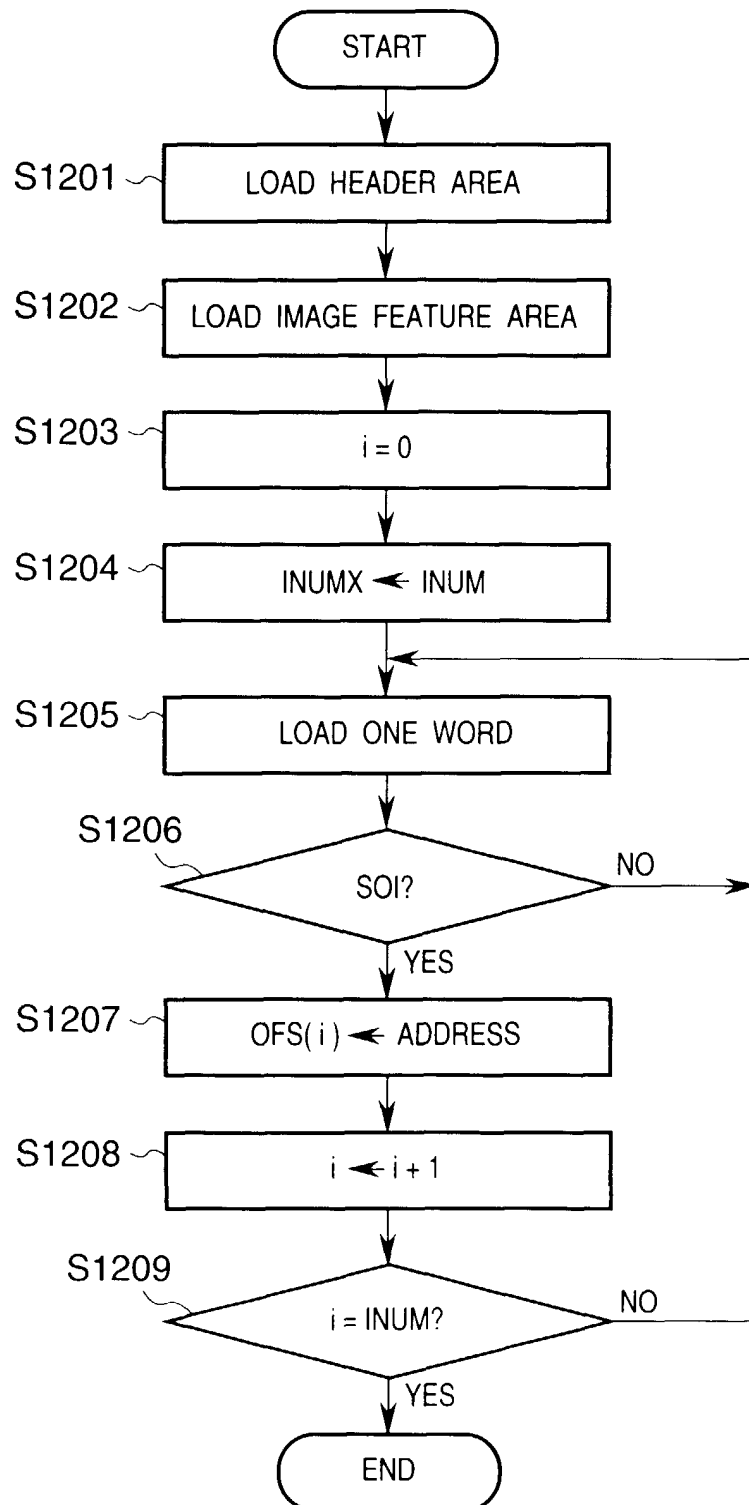 START
S1201
LOAD HEADER AREA
S1202
LOAD IMAGE FEATURE AREA
S1203
i = 0
S1204
INUMX ← INUM
S1205
LOAD ONE WORD
S1206
SOI?
NO
YES
S1207
OFS( i ) ← ADDRESS
S1208
i ← i + 1
S1209
i = INUM?
NO
YES
END